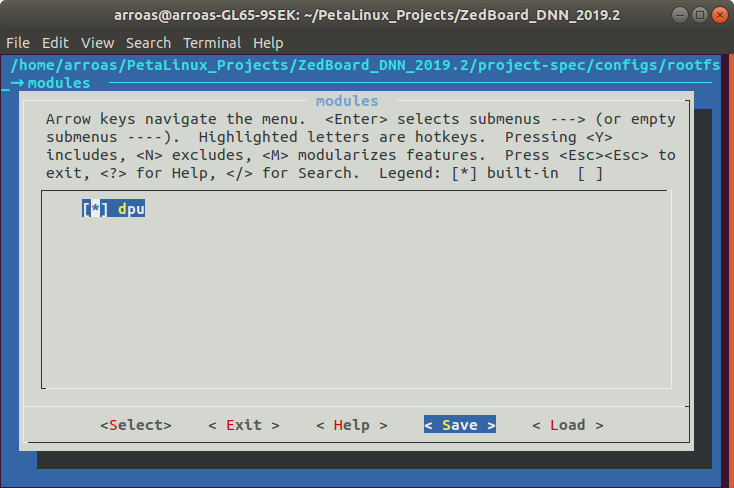 arroas@arroas-GL65-9SEK: ~/PetaLinux_Projects/ZedBoard_DNN_2019.2
File Edit View Search Terminal Help
/home/arroas/PetaLinux_Projects/ZedBoard_DNN_2019.2/project-spec/configs/rootfs
_→modules
modules
Arrow keys navigate the menu. <Enter> selects submenus ---> (or empty
submenus ----). Highlighted letters are hotkeys. Pressing <Y>
includes, <N> excludes, <M> modularizes features. Press <Esc><Esc> to
exit, <?> for Help, </> for Search. Legend: [*] built-in [ ]
[*] dpu
<Select> < Exit > < Help > < Save > < Load >